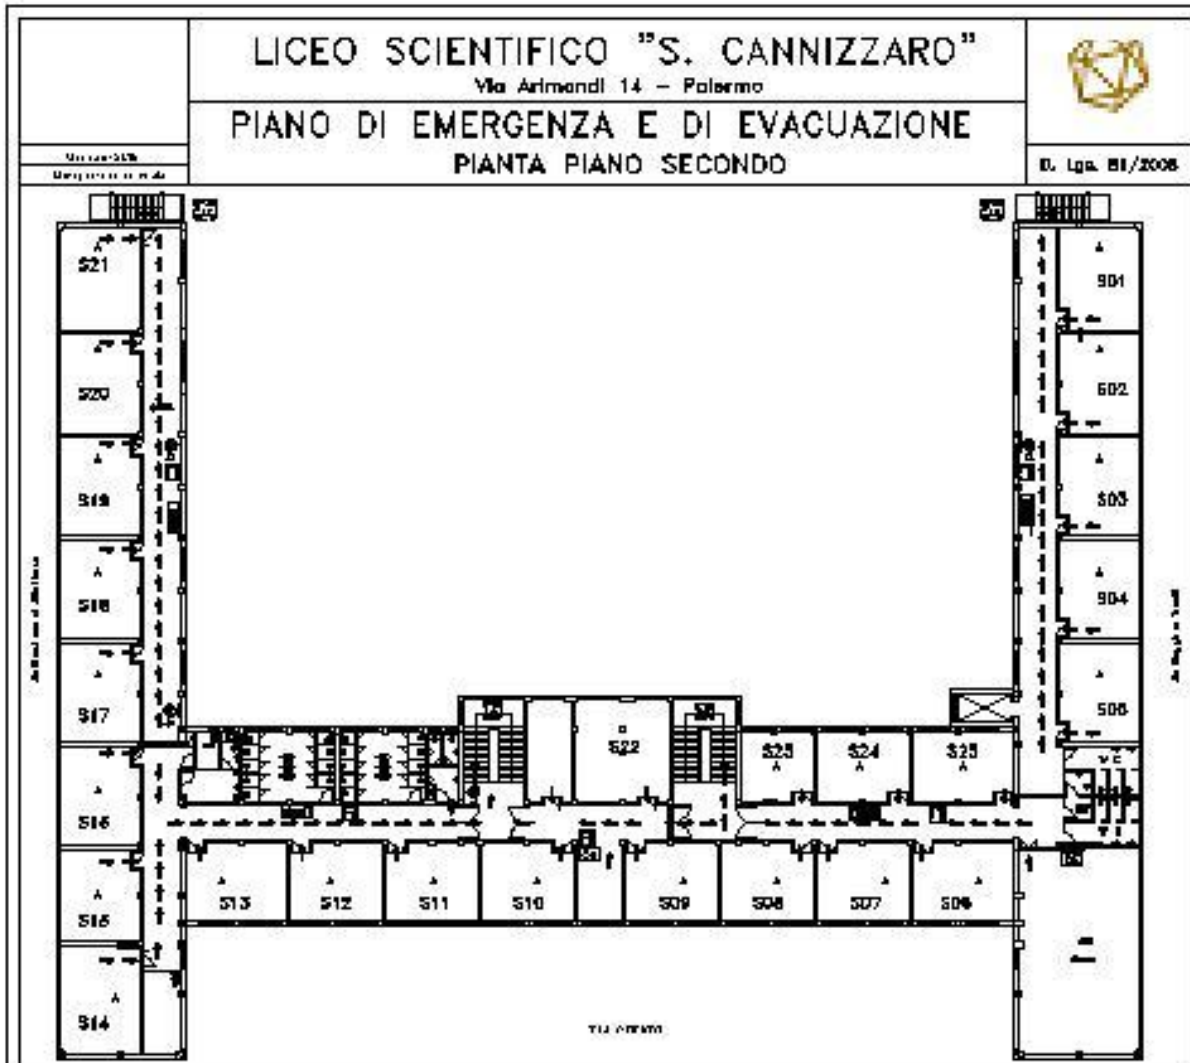 LICEO SCIENTIFICO "S. CANNIZZARO"
Via Arimondi 14 – Palermo
PIANO DI EMERGENZA E DI EVACUAZIONE
PIANTA PIANO SECONDO
D. Lgs. 81/2008
S21
S01
S20
S02
S19
S03
S18
S04
S17
S05
S22
S23
S24
S25
S16
S15
S13
S12
S11
S10
S09
S08
S07
S06
S14